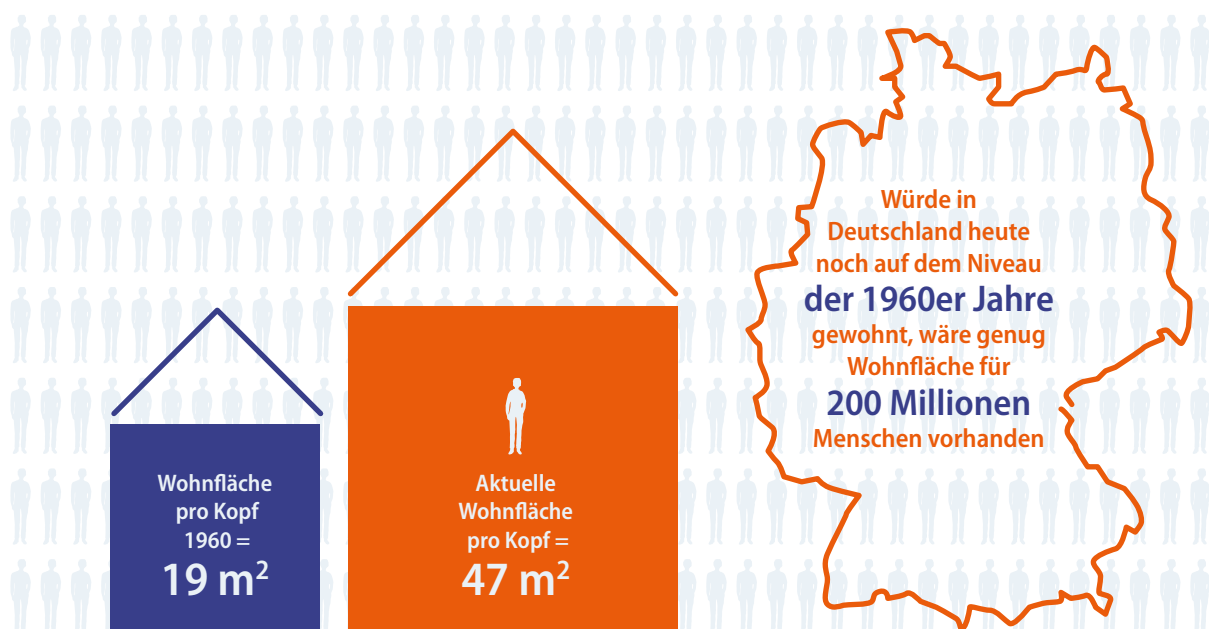 Wohnfläche
pro Kopf
1960 =
19 m²
Aktuelle
Wohnfläche
pro Kopf =
47 m²
Würde in
Deutschland heute
noch auf dem Niveau
der 1960er Jahre
gewohnt, wäre genug
Wohnfläche für
200 Millionen
Menschen vorhanden